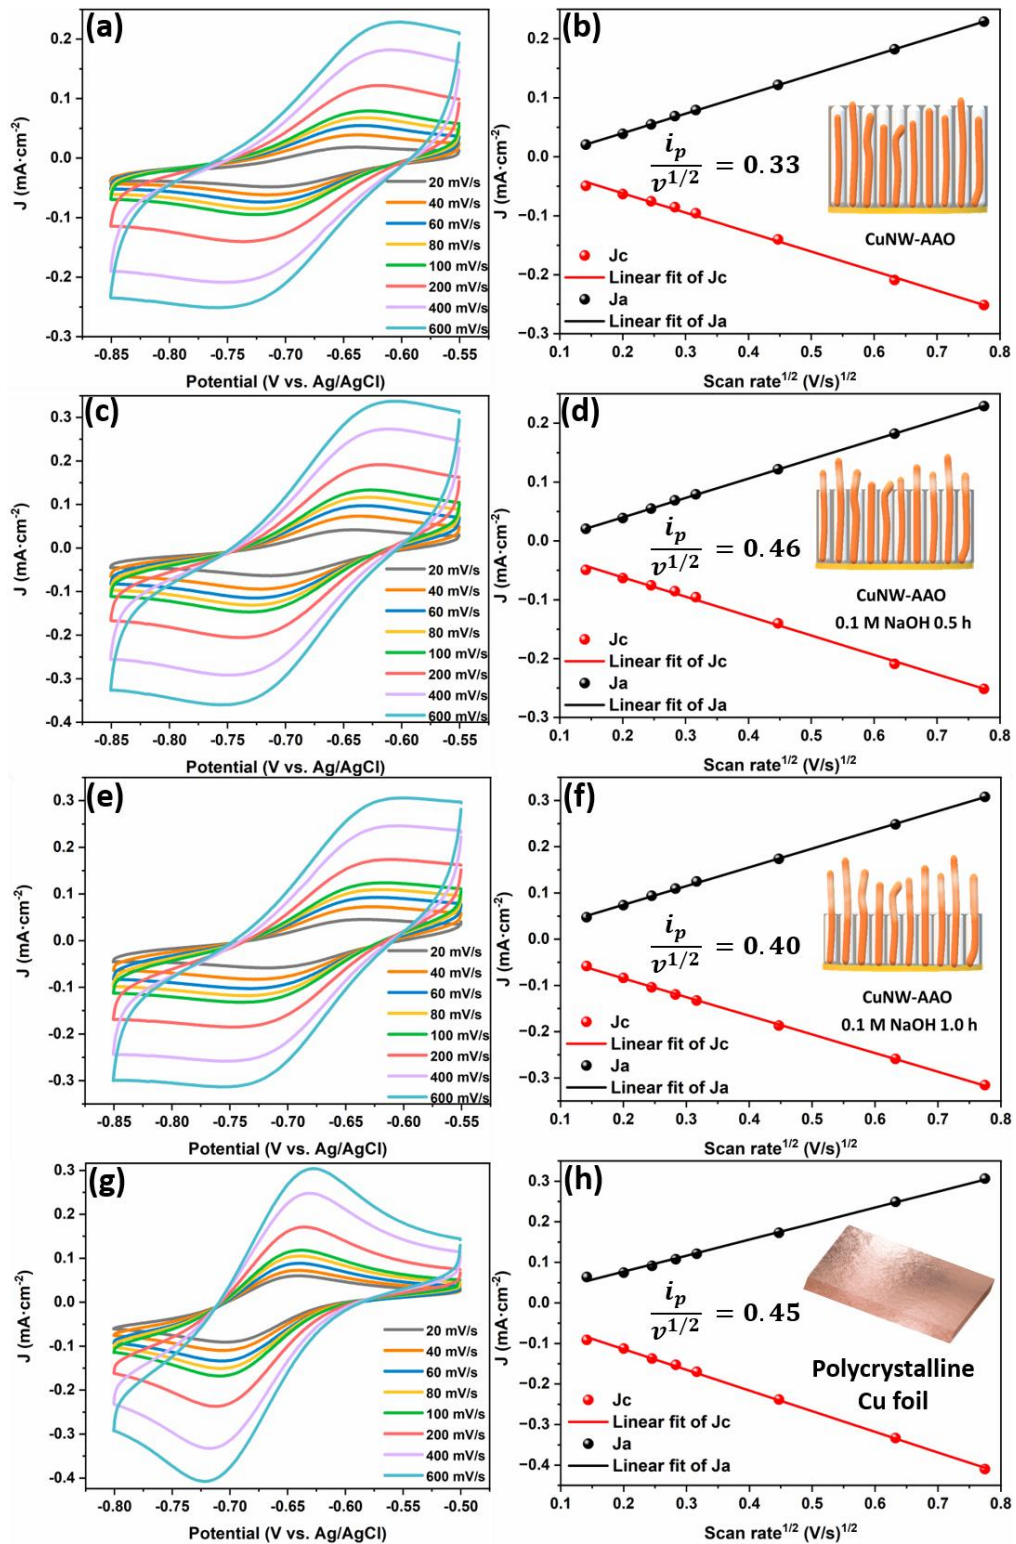 (a)
0.2
0.1
0.0
-0.1
-0.2
-0.3
J (mA·cm⁻²)
20 mV/s
40 mV/s
60 mV/s
80 mV/s
100 mV/s
200 mV/s
400 mV/s
600 mV/s
-0.85 -0.80 -0.75 -0.70 -0.65 -0.60 -0.55
Potential (V vs. Ag/AgCl)
(b)
0.2
0.1
0.0
−0.1
−0.2
−0.3
J (mA·cm⁻²)
i_p/v^{1/2} = 0.33
CuNW-AAO
Jc
Linear fit of Jc
Ja
Linear fit of Ja
0.1 0.2 0.3 0.4 0.5 0.6 0.7 0.8
Scan rate^{1/2} (V/s)^{1/2}
(c)
0.3
0.2
0.1
0.0
-0.1
-0.2
-0.3
-0.4
J (mA·cm⁻²)
20 mV/s
40 mV/s
60 mV/s
80 mV/s
100 mV/s
200 mV/s
400 mV/s
600 mV/s
-0.85 -0.80 -0.75 -0.70 -0.65 -0.60 -0.55
Potential (V vs. Ag/AgCl)
(d)
0.2
0.1
0.0
−0.1
−0.2
−0.3
J (mA·cm⁻²)
i_p/v^{1/2} = 0.46
CuNW-AAO
0.1 M NaOH 0.5 h
Jc
Linear fit of Jc
Ja
Linear fit of Ja
0.1 0.2 0.3 0.4 0.5 0.6 0.7 0.8
Scan rate^{1/2} (V/s)^{1/2}
(e)
0.3
0.2
0.1
0.0
-0.1
-0.2
-0.3
J (mA·cm⁻²)
20 mV/s
40 mV/s
60 mV/s
80 mV/s
100 mV/s
200 mV/s
400 mV/s
600 mV/s
-0.85 -0.80 -0.75 -0.70 -0.65 -0.60 -0.55
Potential (V vs. Ag/AgCl)
(f)
0.3
0.2
0.1
0.0
−0.1
−0.2
−0.3
J (mA·cm⁻²)
i_p/v^{1/2} = 0.40
CuNW-AAO
0.1 M NaOH 1.0 h
Jc
Linear fit of Jc
Ja
Linear fit of Ja
0.1 0.2 0.3 0.4 0.5 0.6 0.7 0.8
Scan rate^{1/2} (V/s)^{1/2}
(g)
0.3
0.2
0.1
0.0
-0.1
-0.2
-0.3
-0.4
J (mA·cm⁻²)
20 mV/s
40 mV/s
60 mV/s
80 mV/s
100 mV/s
200 mV/s
400 mV/s
600 mV/s
-0.80 -0.75 -0.70 -0.65 -0.60 -0.55 -0.50
Potential (V vs. Ag/AgCl)
(h)
0.3
0.2
0.1
0.0
−0.1
−0.2
−0.3
−0.4
J (mA·cm⁻²)
i_p/v^{1/2} = 0.45
Polycrystalline
Cu foil
Jc
Linear fit of Jc
Ja
Linear fit of Ja
0.1 0.2 0.3 0.4 0.5 0.6 0.7 0.8
Scan rate^{1/2} (V/s)^{1/2}